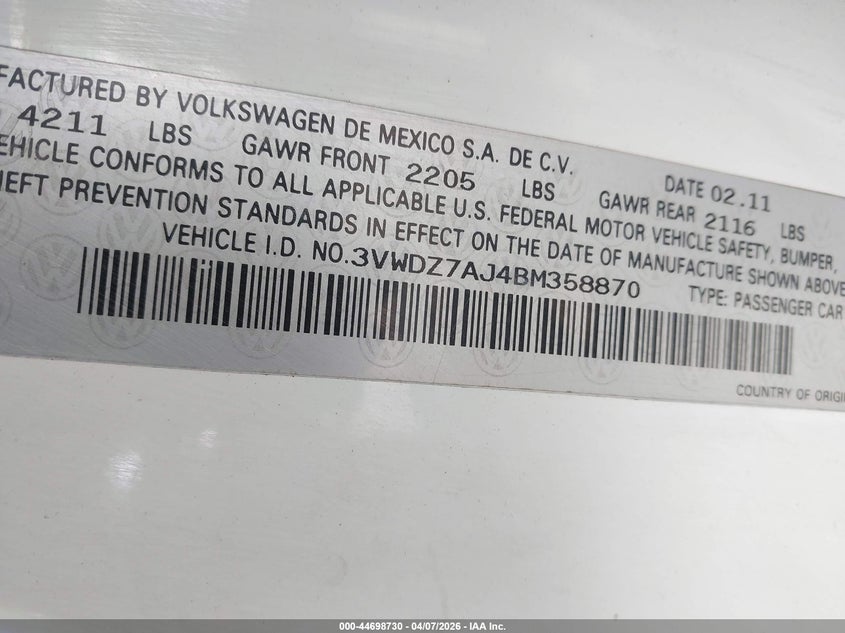 FACTURED BY VOLKSWAGEN DE MEXICO S.A. DE C.V. DATE 02.11
4211 LBS GAWR FRONT 2205 LBS GAWR REAR 2116 LBS
EHICLE CONFORMS TO ALL APPLICABLE U.S. FEDERAL MOTOR VEHICLE SAFETY, BUMPER,
HEFT PREVENTION STANDARDS IN EFFECT ON THE DATE OF MANUFACTURE SHOWN ABOVE
VEHICLE I.D. NO.3VWDZ7AJ4BM358870 TYPE: PASSENGER CAR
COUNTRY OF ORIGI
000-44698730 - 04/07/2026 - IAA Inc.